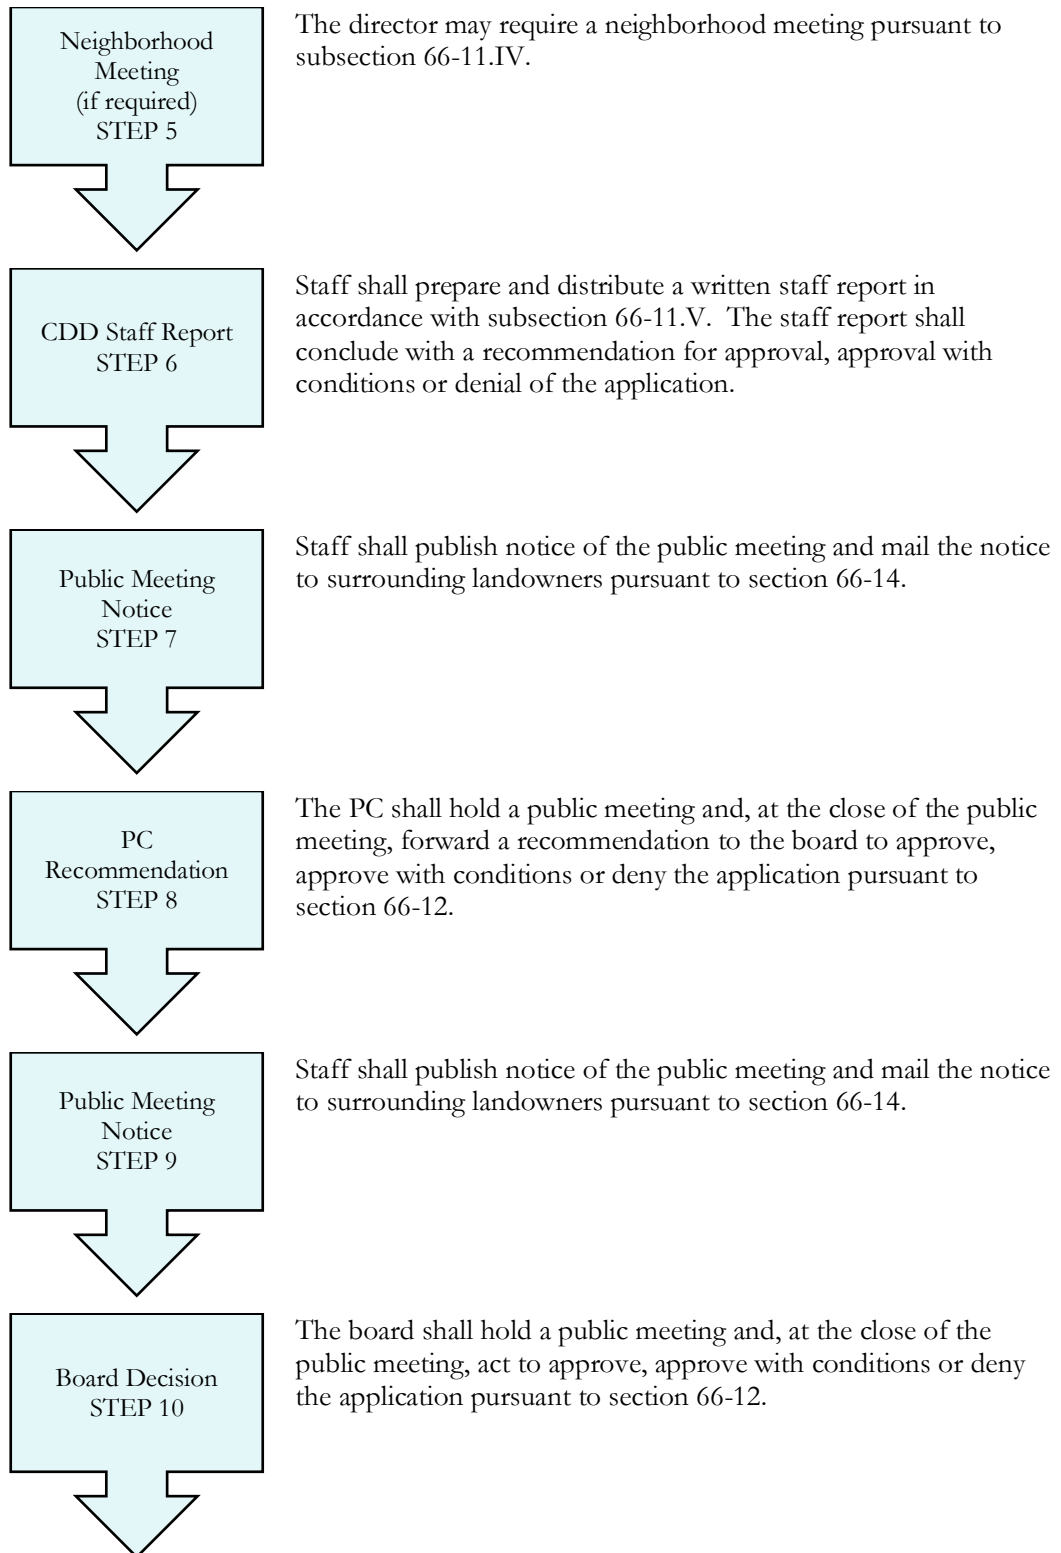 Neighborhood
Meeting
(if required)
STEP 5
The director may require a neighborhood meeting pursuant to
subsection 66-11.IV.
CDD Staff Report
STEP 6
Staff shall prepare and distribute a written staff report in
accordance with subsection 66-11.V.  The staff report shall
conclude with a recommendation for approval, approval with
conditions or denial of the application.
Public Meeting
Notice
STEP 7
Staff shall publish notice of the public meeting and mail the notice
to surrounding landowners pursuant to section 66-14.
PC
Recommendation
STEP 8
The PC shall hold a public meeting and, at the close of the public
meeting, forward a recommendation to the board to approve,
approve with conditions or deny the application pursuant to
section 66-12.
Public Meeting
Notice
STEP 9
Staff shall publish notice of the public meeting and mail the notice
to surrounding landowners pursuant to section 66-14.
Board Decision
STEP 10
The board shall hold a public meeting and, at the close of the
public meeting, act to approve, approve with conditions or deny
the application pursuant to section 66-12.